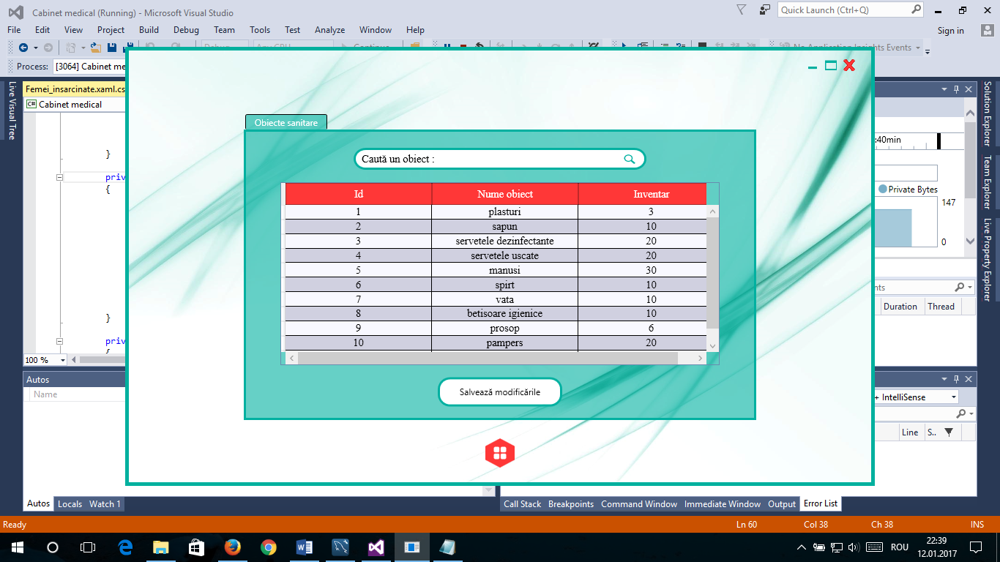 Cabinet medical (Running) - Microsoft Visual Studio
Quick Launch (Ctrl+Q)
File Edit View Project Build Debug Team Tools Test Analyze Window Help
Sign in
Debug Any CPU Continue
No Application Insights Events
Process: [3064] Cabinet me
Live Visual Tree
Femei_insarcinate.xaml.cs
C# Cabinet medical
}
priv
{
}
priv
{
100 %
Obiecte sanitare
Caută un obiect :
Id Nume obiect Inventar
1 plasturi 3
2 sapun 10
3 servetele dezinfectante 20
4 servetele uscate 20
5 manusi 30
6 spirt 10
7 vata 10
8 betisoare igienice 10
9 prosop 6
10 pampers 20
Salvează modificările
:40min
Private Bytes
147
0
nts
Duration Thread
Solution Explorer
Team Explorer
Live Property Explorer
Autos
Name
+ IntelliSense
Line S..
Autos Locals Watch 1
Call Stack Breakpoints Command Window Immediate Window Output Error List
Ready
Ln 60 Col 38 Ch 38 INS
ROU
22:39
12.01.2017